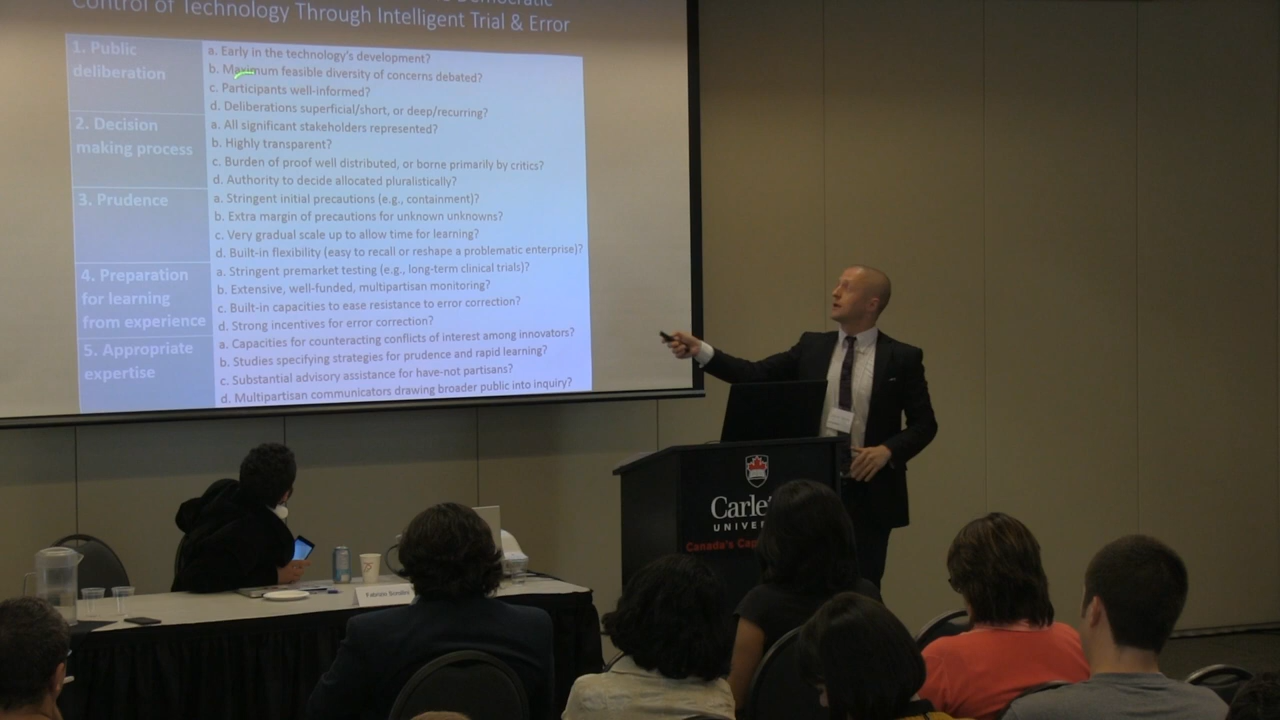 Democratic
Control of Technology Through Intelligent Trial & Error
1. Public
deliberation
a. Early in the technology's development?
b. Maximum feasible diversity of concerns debated?
c. Participants well-informed?
d. Deliberations superficial/short, or deep/recurring?
2. Decision
making process
a. All significant stakeholders represented?
b. Highly transparent?
c. Burden of proof well distributed, or borne primarily by critics?
d. Authority to decide allocated pluralistically?
3. Prudence
a. Stringent initial precautions (e.g., containment)?
b. Extra margin of precautions for unknown unknowns?
c. Very gradual scale up to allow time for learning?
d. Built-in flexibility (easy to recall or reshape a problematic enterprise)?
4. Preparation
for learning
from experience
a. Stringent premarket testing (e.g., long-term clinical trials)?
b. Extensive, well-funded, multipartisan monitoring?
c. Built-in capacities to ease resistance to error correction?
d. Strong incentives for error correction?
5. Appropriate
expertise
a. Capacities for counteracting conflicts of interest among innovators?
b. Studies specifying strategies for prudence and rapid learning?
c. Substantial advisory assistance for have-not partisans?
d. Multipartisan communicators drawing broader public into inquiry?
Carle
UNIVER
Canada's Cap